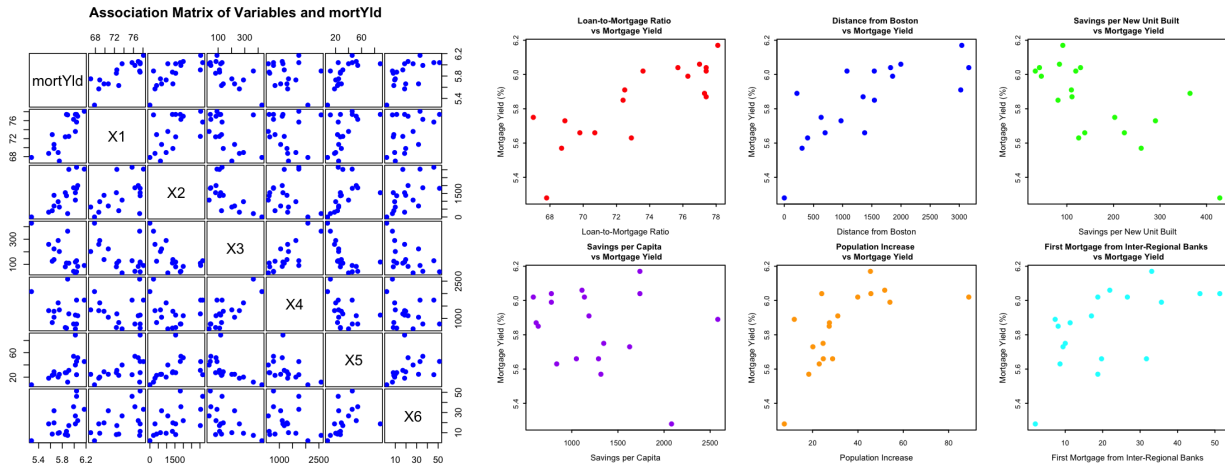 Association Matrix of Variables and mortYld
68 72 76
100 300
20 60
mortYld
X1
X2
X3
X4
X5
X6
5.4 5.8 6.2
76
72
68
1500
0
300
100
2500
1000
60
20
50
30
10
5.4 5.8 6.2
0 1500
1000 2500
10 30 50
Loan-to-Mortgage Ratio
vs Mortgage Yield
Mortgage Yield (%)
6.2
6.0
5.8
5.6
5.4
68 70 72 74 76 78
Loan-to-Mortgage Ratio
Distance from Boston
vs Mortgage Yield
Mortgage Yield (%)
6.2
6.0
5.8
5.6
5.4
0 500 1000 1500 2000 2500 3000
Distance from Boston
Savings per New Unit Built
vs Mortgage Yield
Mortgage Yield (%)
6.2
6.0
5.8
5.6
5.4
100 200 300 400
Savings per New Unit Built
Savings per Capita
vs Mortgage Yield
Mortgage Yield (%)
6.2
6.0
5.8
5.6
5.4
1000 1500 2000 2500
Savings per Capita
Population Increase
vs Mortgage Yield
Mortgage Yield (%)
6.2
6.0
5.8
5.6
5.4
20 40 60 80
Population Increase
First Mortgage from Inter-Regional Banks
vs Mortgage Yield
Mortgage Yield (%)
6.2
6.0
5.8
5.6
5.4
10 20 30 40 50
First Mortgage from Inter-Regional Banks